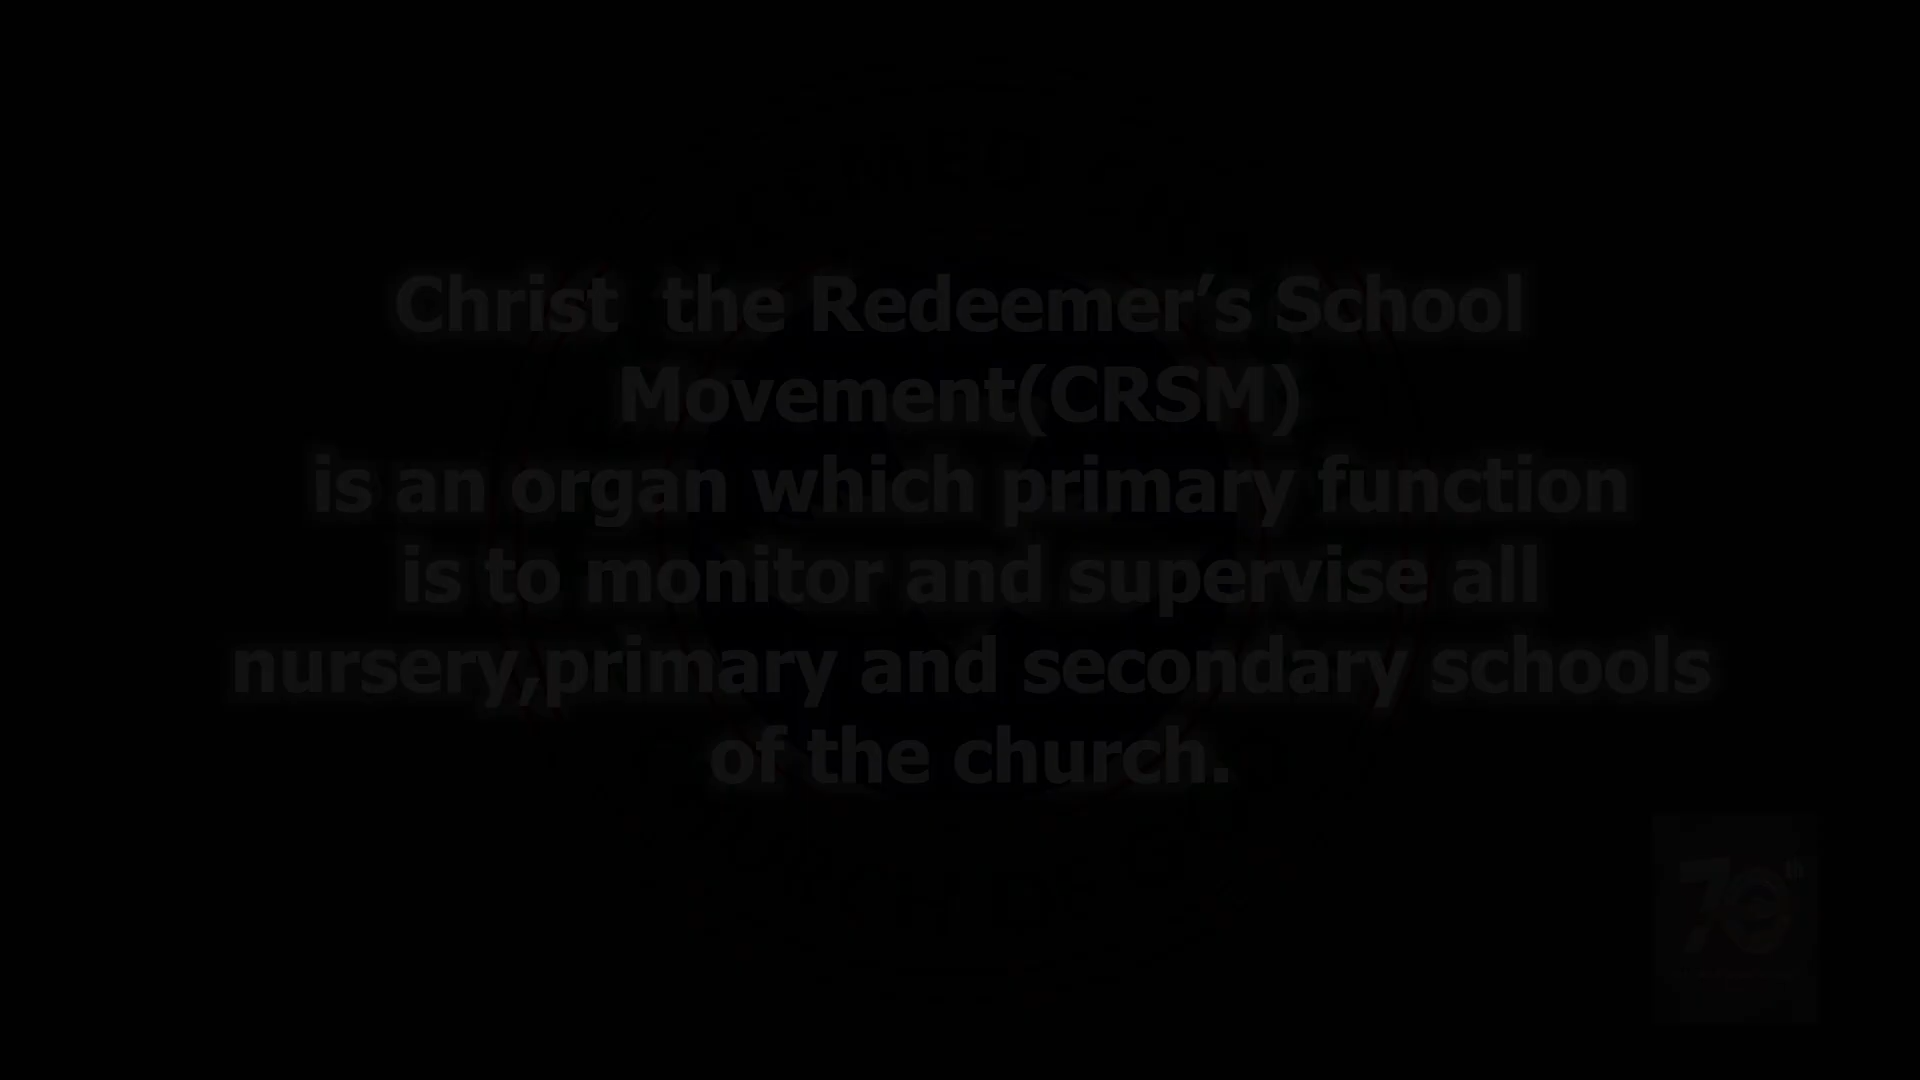 Christ  the Redeemer’s School
Movement(CRSM)
is an organ which primary function
is to monitor and supervise all
nursery,primary and secondary schools
of the church.
70th